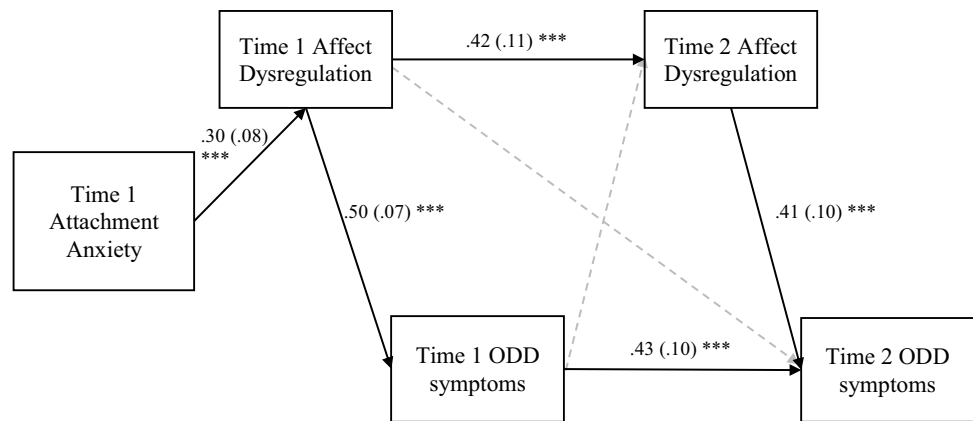 Time 1 Affect
Dysregulation
.42 (.11) ***
Time 2 Affect
Dysregulation
.30 (.08)
***
Time 1
Attachment
Anxiety
.50 (.07) ***
.41 (.10) ***
Time 1 ODD
symptoms
.43 (.10) ***
Time 2 ODD
symptoms